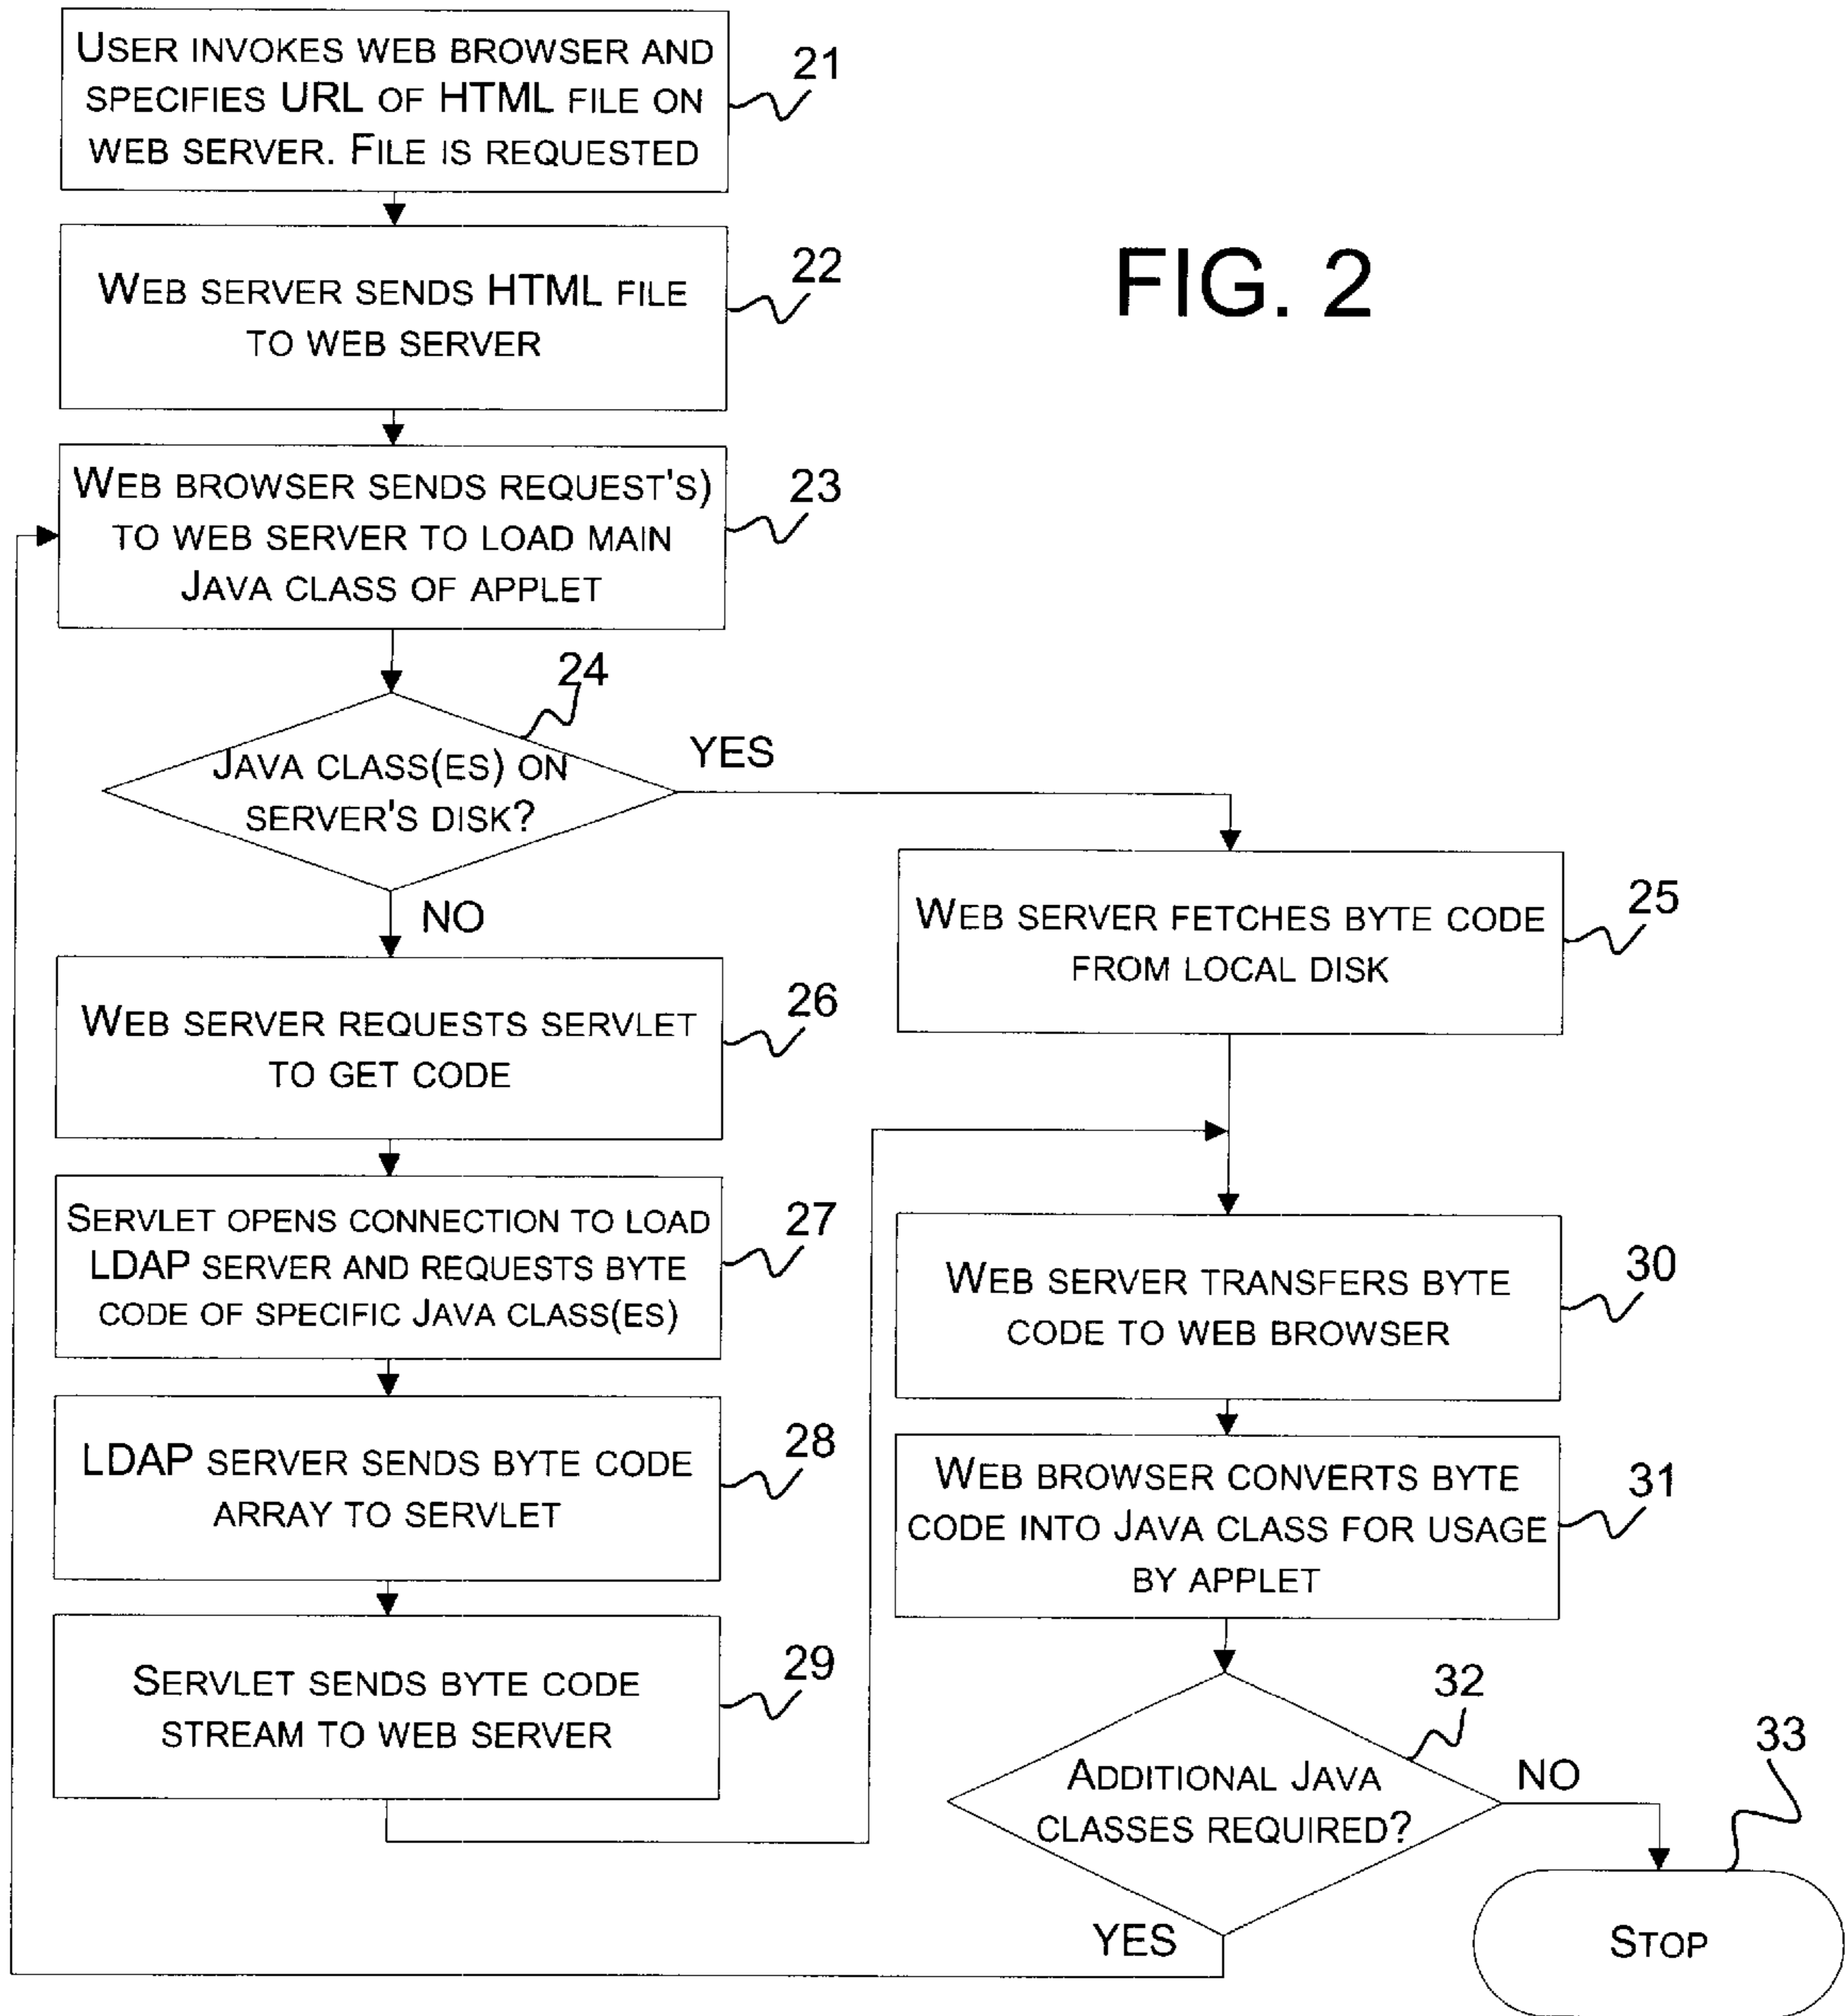 USER INVOKES WEB BROWSER AND
SPECIFIES URL OF HTML FILE ON
WEB SERVER. FILE IS REQUESTED
21
FIG. 2
WEB SERVER SENDS HTML FILE
TO WEB SERVER
22
WEB BROWSER SENDS REQUEST'S)
TO WEB SERVER TO LOAD MAIN
JAVA CLASS OF APPLET
23
24
JAVA CLASS(ES) ON
SERVER'S DISK?
YES
NO
WEB SERVER FETCHES BYTE CODE
FROM LOCAL DISK
25
WEB SERVER REQUESTS SERVLET
TO GET CODE
26
SERVLET OPENS CONNECTION TO LOAD
LDAP SERVER AND REQUESTS BYTE
CODE OF SPECIFIC JAVA CLASS(ES)
27
LDAP SERVER SENDS BYTE CODE
ARRAY TO SERVLET
28
SERVLET SENDS BYTE CODE
STREAM TO WEB SERVER
29
WEB SERVER TRANSFERS BYTE
CODE TO WEB BROWSER
30
WEB BROWSER CONVERTS BYTE
CODE INTO JAVA CLASS FOR USAGE
BY APPLET
31
32
ADDITIONAL JAVA
CLASSES REQUIRED?
NO
YES
33
STOP